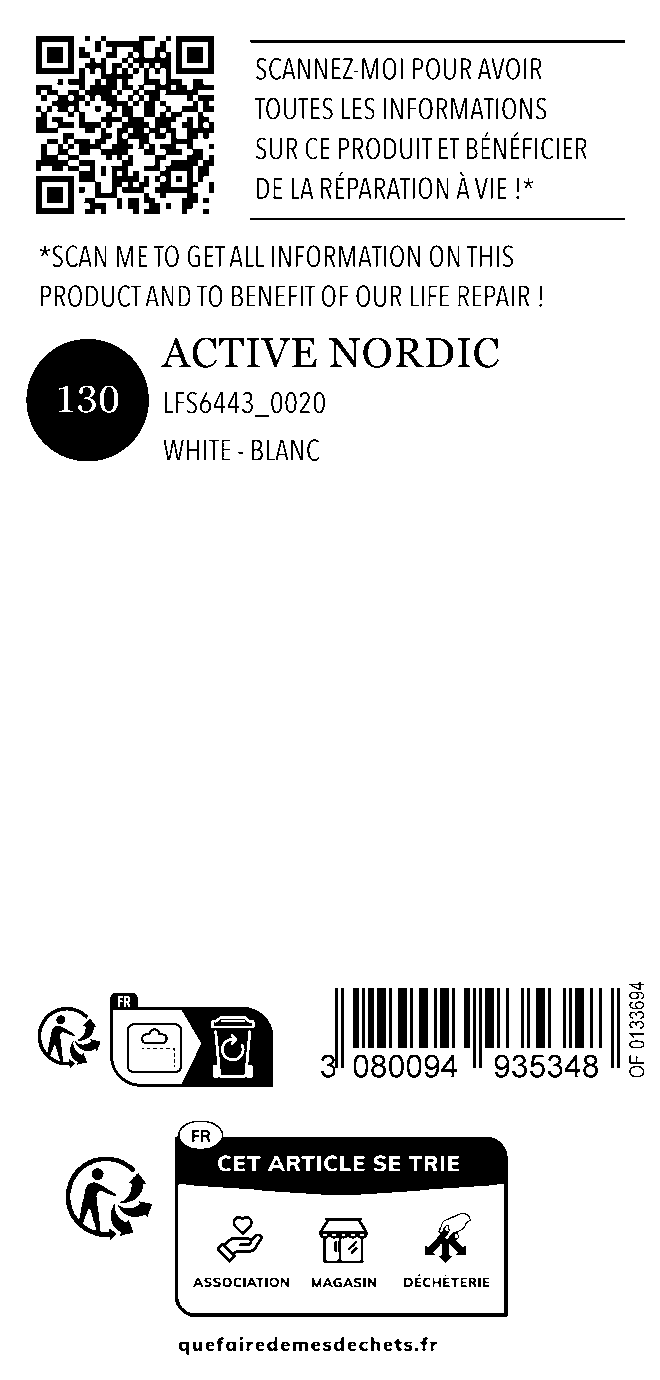 SCANNEZ-MOI POUR AVOIR
TOUTES LES INFORMATIONS
SUR CE PRODUIT ET BÉNÉFICIER
DE LA RÉPARATION À VIE !*
*SCAN ME TO GET ALL INFORMATION ON THIS
PRODUCT AND TO BENEFIT OF OUR LIFE REPAIR !
130
ACTIVE NORDIC
LFS6443_0020
WHITE - BLANC
FR
3 080094 935348
OF 0133694
FR
CET ARTICLE SE TRIE
ASSOCIATION MAGASIN DÉCHÈTERIE
quefairedemesdechets.fr